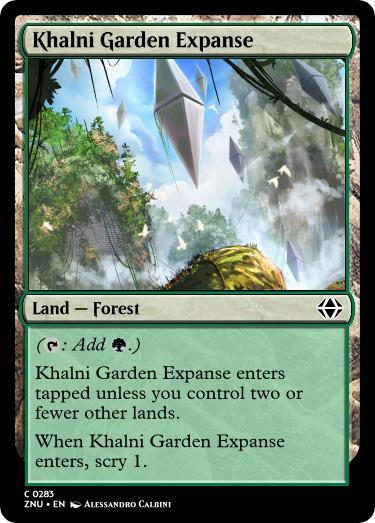 Khalni Garden Expanse
Land — Forest
(T: Add G.)
Khalni Garden Expanse enters
tapped unless you control two or
fewer other lands.
When Khalni Garden Expanse
enters, scry 1.
C 0283
ZNU • EN Alessandro Calbini